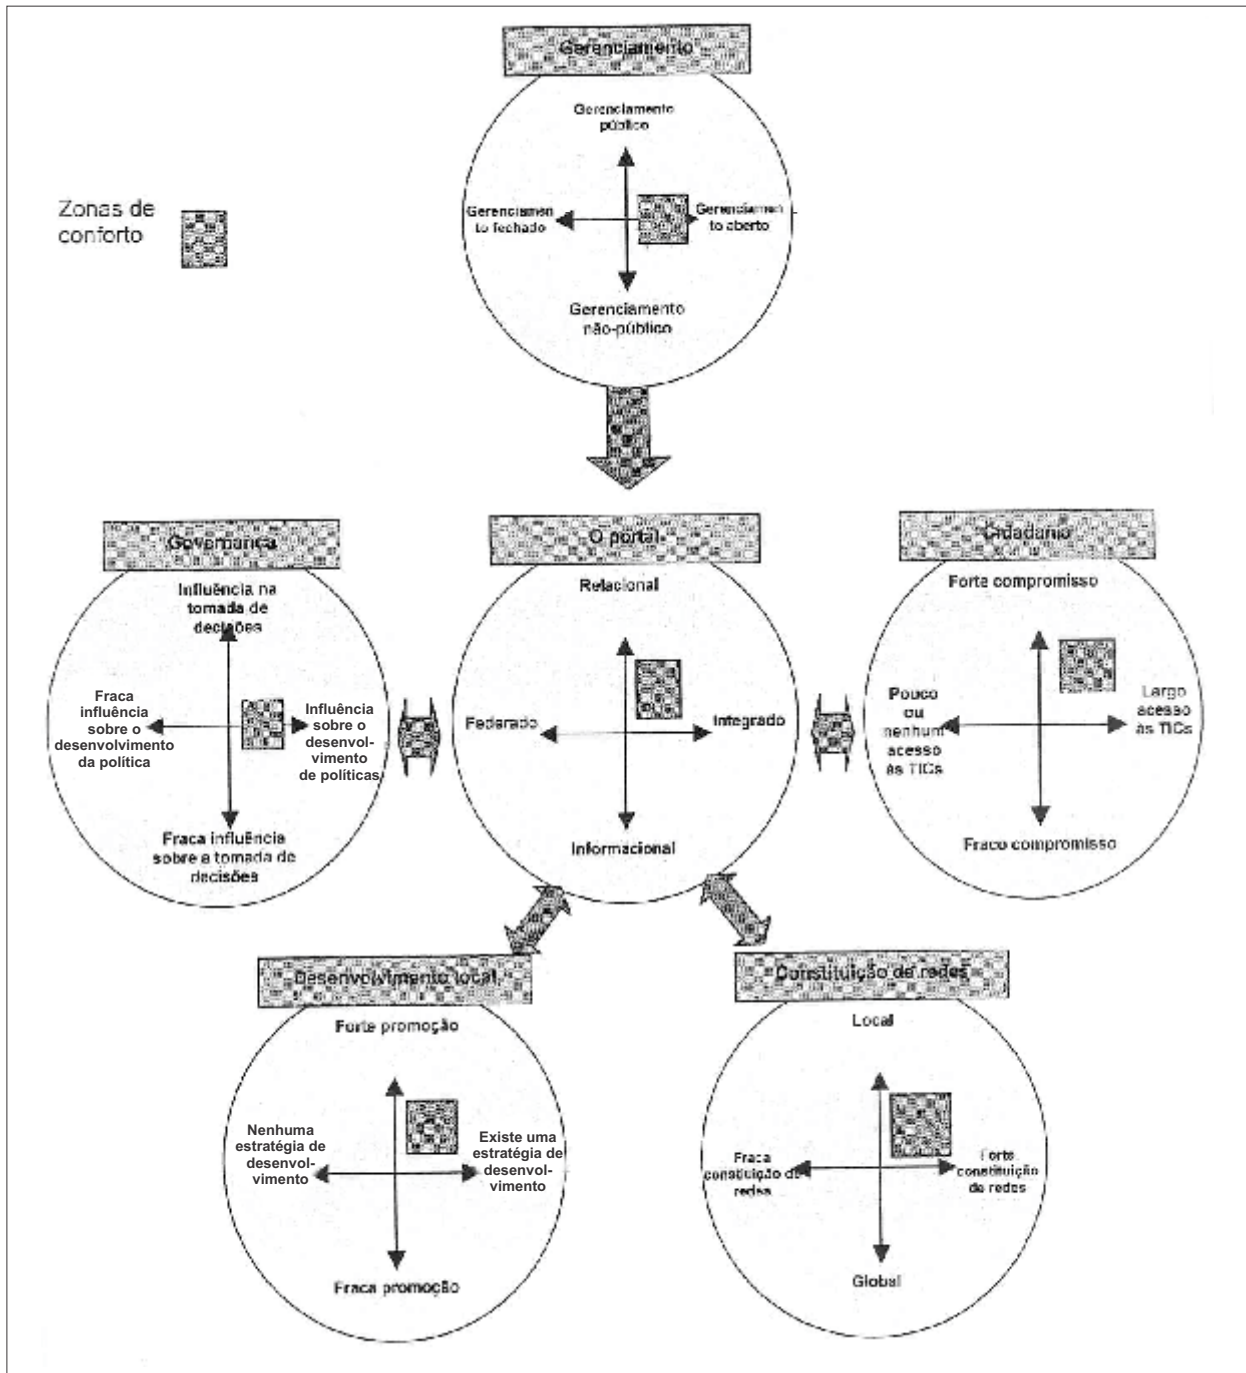 Gerenciamento
Gerenciamento
público
Zonas de
conforto
Gerenciamen
to fechado
Gerenciamen
to aberto
Gerenciamento
não-público
Governança
Influência na
tomada de
decisões
Fraca
influência
sobre o
desenvolvimento
da política
Influência
sobre o
desenvol-
vimento
de políticas
Fraca influência
sobre a tomada de
decisões
O portal
Relacional
Federado
Integrado
Informacional
Cidadania
Forte compromisso
Pouco
ou
nenhum
acesso
às TICs
Largo
acesso
às TICs
Fraco compromisso
Desenvolvimento local
Forte promoção
Nenhuma
estratégia de
desenvol-
vimento
Existe uma
estratégia de
desenvol-
vimento
Fraca promoção
Constituição de redes
Local
Fraca
constituição de
redes
Forte
constituição
de redes
Global